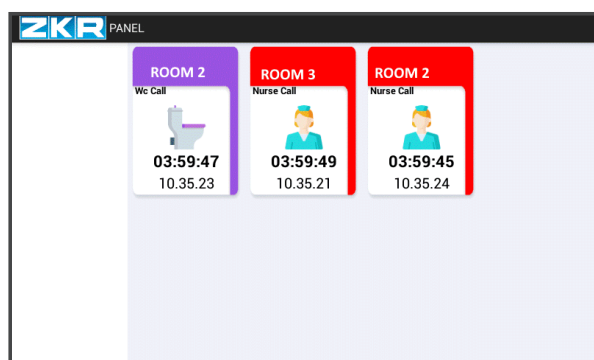 ZKR PANEL
ROOM 2
Wc Call
03:59:47
10.35.23
ROOM 3
Nurse Call
03:59:49
10.35.21
ROOM 2
Nurse Call
03:59:45
10.35.24